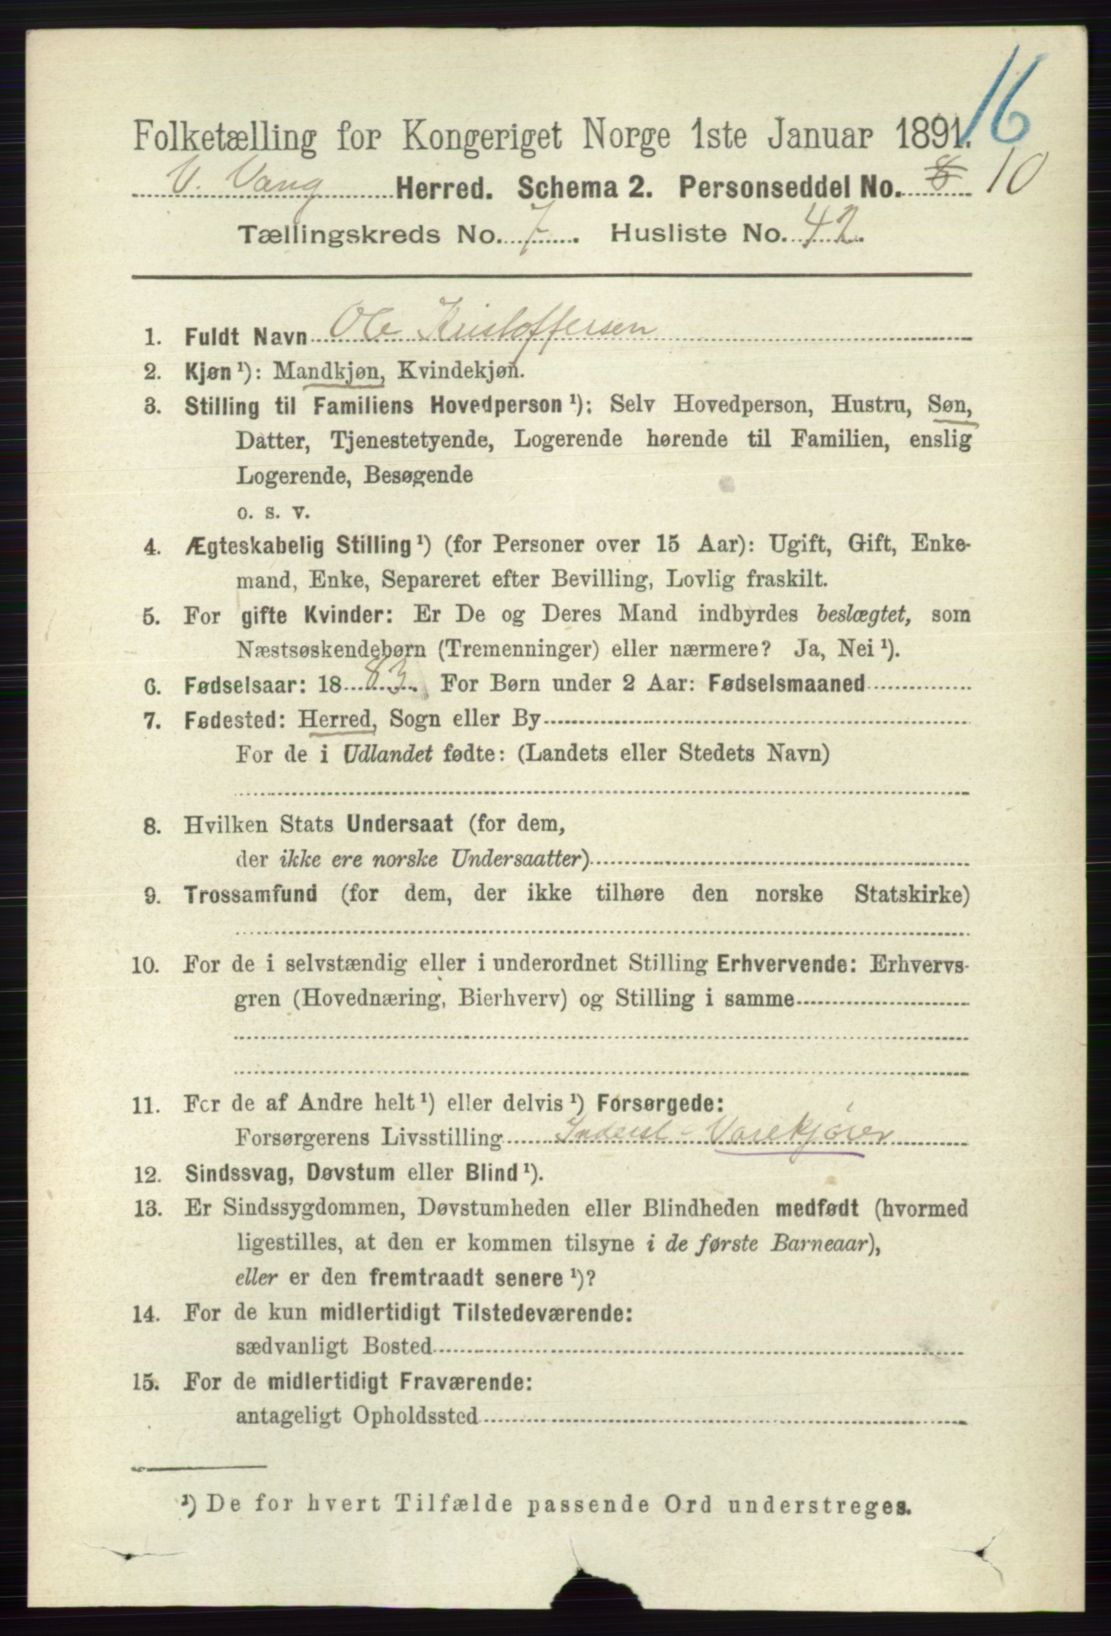 16
Folketælling for Kongeriget Norge 1ste Januar 1891.
V. Vang Herred. Schema 2. Personseddel No. 8 10
Tællingskreds No. 7. Husliste No. 42.
1. Fuldt Navn Ole Kristoffersen
2. Kjøn ¹): Mandkjøn, Kvindekjøn.
3. Stilling til Familiens Hovedperson ¹): Selv Hovedperson, Hustru, Søn,
Datter, Tjenestetyende, Logerende hørende til Familien, enslig
Logerende, Besøgende
o. s. v.
4. Ægteskabelig Stilling ¹) (for Personer over 15 Aar): Ugift, Gift, Enke-
mand, Enke, Separeret efter Bevilling, Lovlig fraskilt.
5. For gifte Kvinder: Er De og Deres Mand indbyrdes beslægtet, som
Næstsøskendebørn (Tremenninger) eller nærmere? Ja, Nei ¹).
6. Fødselsaar: 18 83. For Børn under 2 Aar: Fødselsmaaned
7. Fødested: Herred, Sogn eller By
For de i Udlandet fødte: (Landets eller Stedets Navn)
8. Hvilken Stats Undersaat (for dem,
der ikke ere norske Undersaatter)
9. Trossamfund (for dem, der ikke tilhøre den norske Statskirke)
10. For de i selvstændig eller i underordnet Stilling Erhvervende: Erhvervs-
gren (Hovednæring, Bierhverv) og Stilling i samme
11. For de af Andre helt ¹) eller delvis ¹) Forsørgede:
Forsørgerens Livsstilling Inderst - Varekjører
12. Sindssvag, Døvstum eller Blind ¹).
13. Er Sindssygdommen, Døvstumheden eller Blindheden medfødt (hvormed
ligestilles, at den er kommen tilsyne i de første Barneaar),
eller er den fremtraadt senere ¹)?
14. For de kun midlertidigt Tilstedeværende:
sædvanligt Bosted
15. For de midlertidigt Fraværende:
antageligt Opholdssted
¹) De for hvert Tilfælde passende Ord understreges.